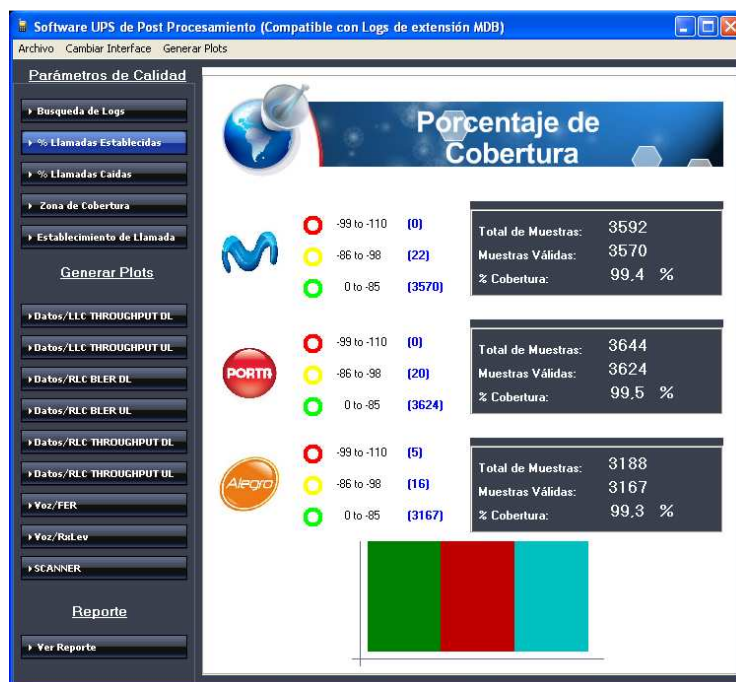 Software UPS de Post Procesamiento (Compatible con Logs de extensión MDB)
Archivo Cambiar Interface Generar Plots
Parámetros de Calidad
Busqueda de Logs
% Llamadas Establecidas
% Llamadas Caidas
Zona de Cobertura
Establecimiento de Llamada
Generar Plots
Datos/LLC THROUGHPUT DL
Datos/LLC THROUGHPUT UL
Datos/RLC BLER DL
Datos/RLC BLER UL
Datos/RLC THROUGHPUT DL
Datos/RLC THROUGHPUT UL
Voz/FER
Voz/RxLev
SCANNER
Reporte
Ver Reporte
Porcentaje de
Cobertura
-99 to -110 (0)
-86 to -98 (22)
0 to -85 (3570)
Total de Muestras: 3592
Muestras Válidas: 3570
% Cobertura: 99,4 %
PORTA
-99 to -110 (0)
-86 to -98 (20)
0 to -85 (3624)
Total de Muestras: 3644
Muestras Válidas: 3624
% Cobertura: 99,5 %
Alegro
-99 to -110 (5)
-86 to -98 (16)
0 to -85 (3167)
Total de Muestras: 3188
Muestras Válidas: 3167
% Cobertura: 99,3 %